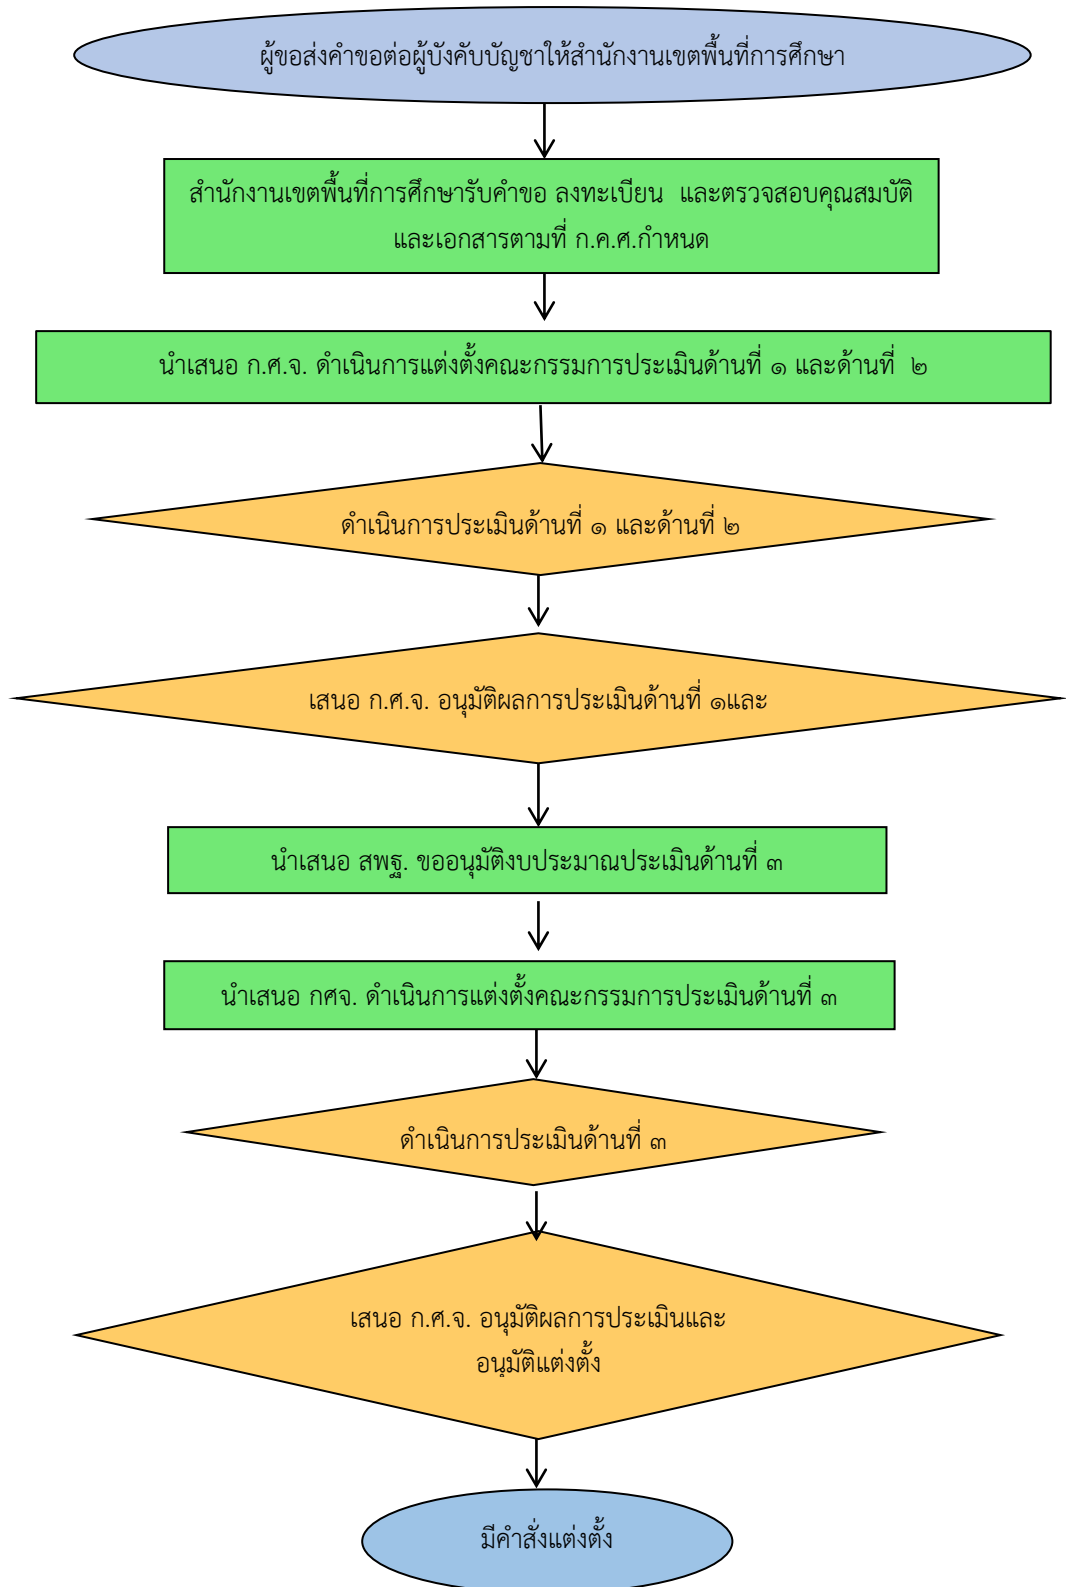 ผู้ขอส่งคำขอต่อผู้บังคับบัญชาให้สำนักงานเขตพื้นที่การศึกษา
สำนักงานเขตพื้นที่การศึกษารับคำขอ ลงทะเบียน และตรวจสอบคุณสมบัติ
และเอกสารตามที่ ก.ค.ศ.กำหนด
นำเสนอ ก.ศ.จ. ดำเนินการแต่งตั้งคณะกรรมการประเมินด้านที่ ๑ และด้านที่ ๒
ดำเนินการประเมินด้านที่ ๑ และด้านที่ ๒
เสนอ ก.ศ.จ. อนุมัติผลการประเมินด้านที่ ๑และ
นำเสนอ สพฐ. ขออนุมัติงบประมาณประเมินด้านที่ ๓
นำเสนอ กศจ. ดำเนินการแต่งตั้งคณะกรรมการประเมินด้านที่ ๓
ดำเนินการประเมินด้านที่ ๓
เสนอ ก.ศ.จ. อนุมัติผลการประเมินและ
อนุมัติแต่งตั้ง
มีคำสั่งแต่งตั้ง